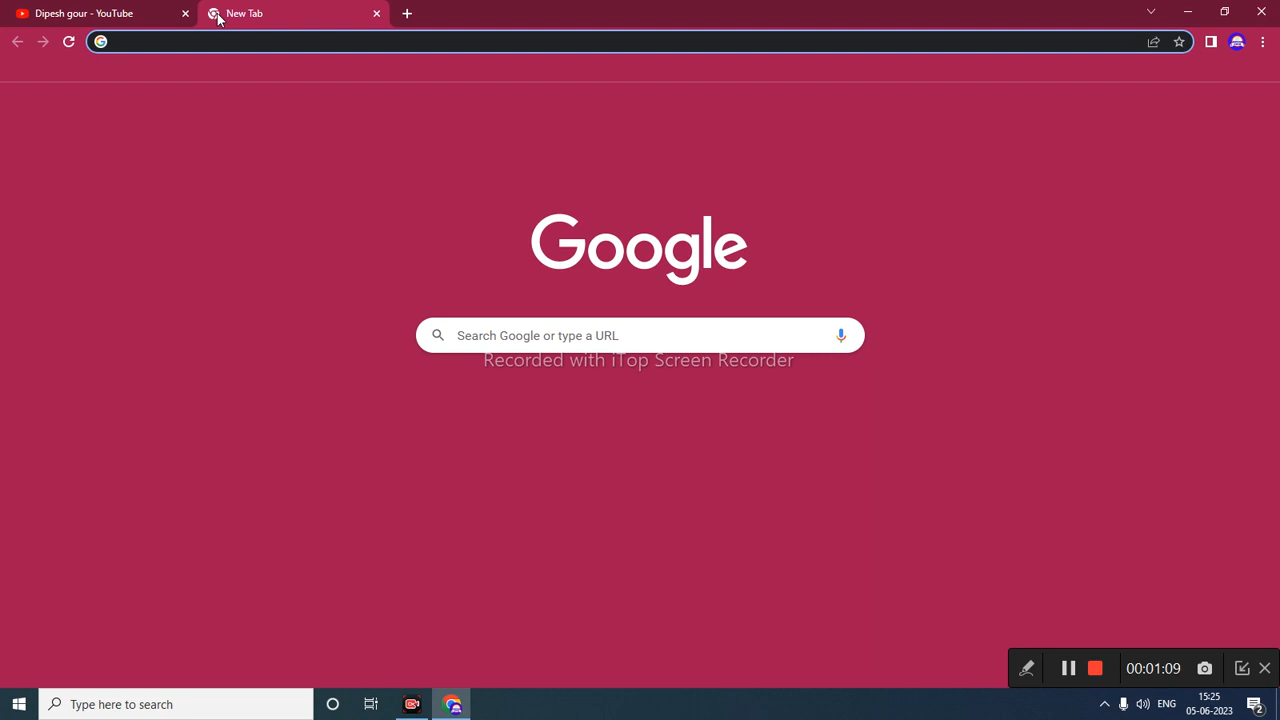 Dipesh gour - YouTube
New Tab
Google
Search Google or type a URL
Recorded with iTop Screen Recorder
00:01:09
Type here to search
ENG
15:25
05-06-2023
2